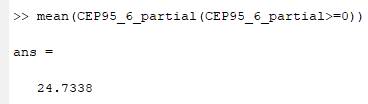 >> mean(CEP95_6_partial(CEP95_6_partial>=0))
ans =
24.7338